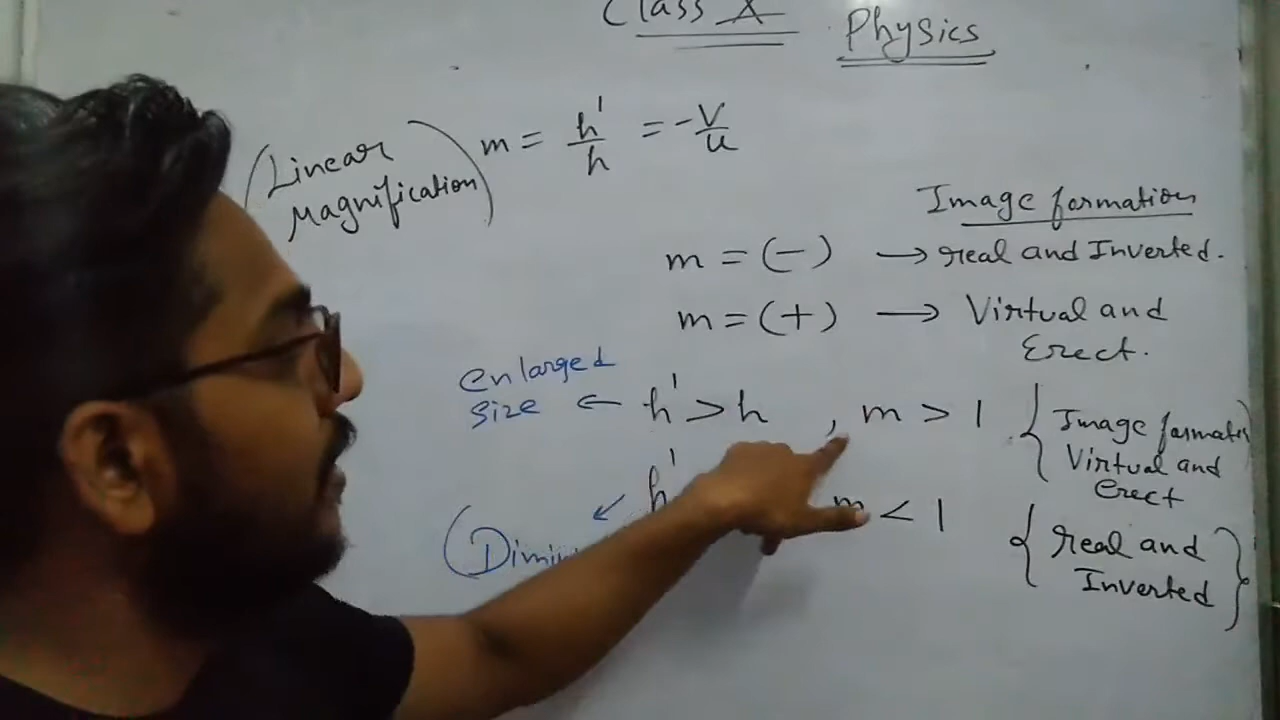 Class X Physics
(Linear Magnification) m = h'/h = -v/u
Image formation
m = (-) → real and Inverted.
m = (+) → Virtual and
Erect.
enlarged
size ← h' > h , m > 1 { Image
Virtual and
erect
h' m < 1 { real and
Inverted }